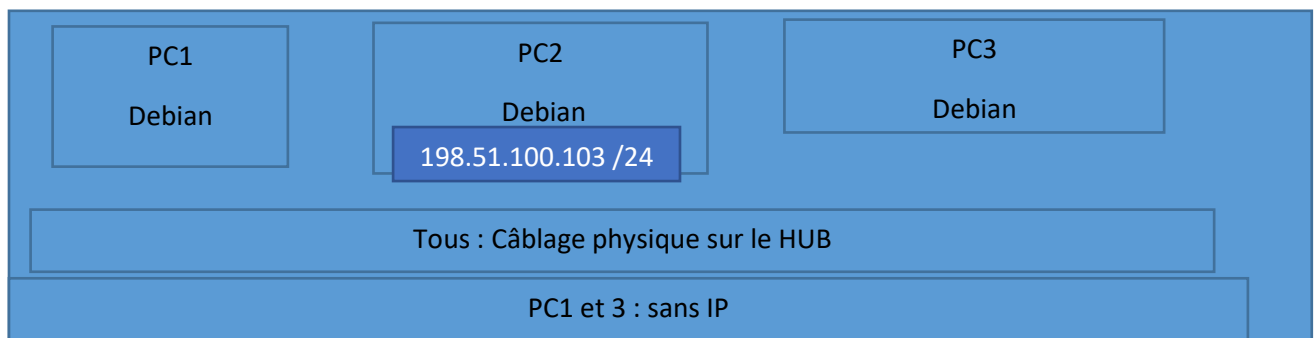 PC1
Debian
PC2
Debian
198.51.100.103 /24
PC3
Debian
Tous : Câblage physique sur le HUB
PC1 et 3 : sans IP